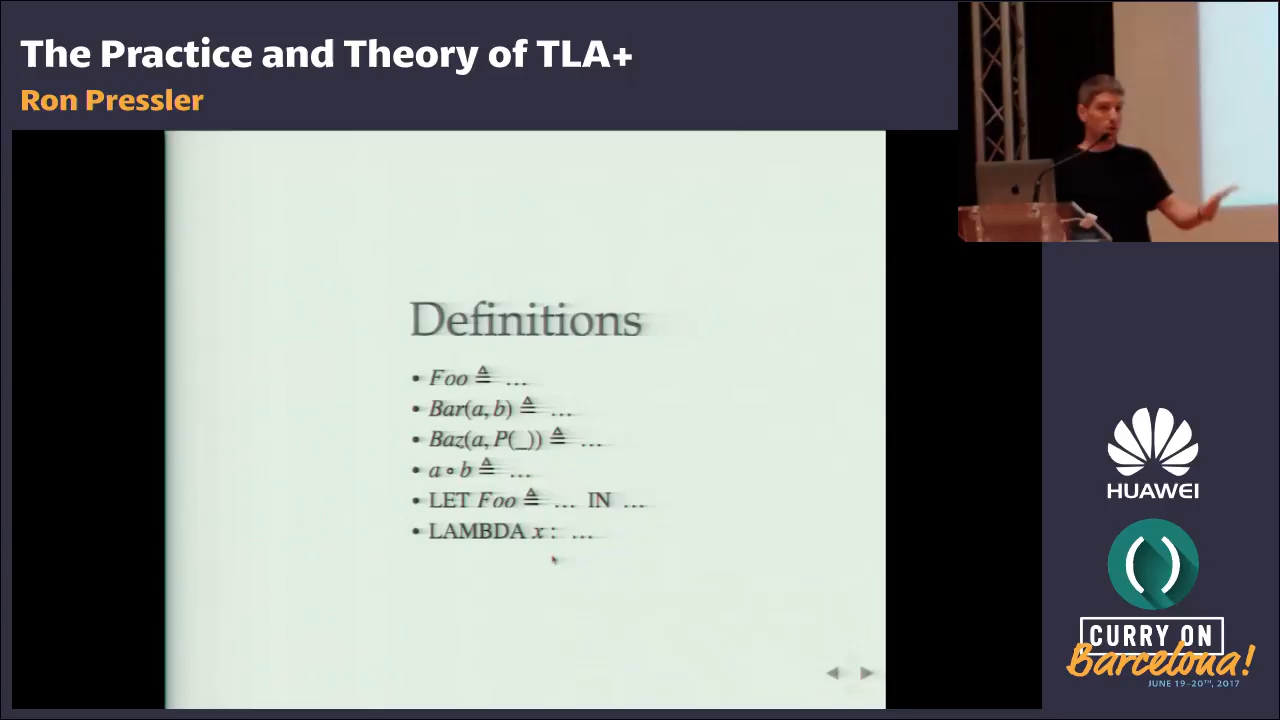 The Practice and Theory of TLA+
Ron Pressler
Definitions
• Foo ≜ …
• Bar(a, b) ≜ …
• Baz(a, P(_)) ≜ …
• a ∘ b ≜ …
• LET Foo ≜ … IN …
• LAMBDA x : …
HUAWEI
CURRY ON
Barcelona!
JUNE 19-20TH, 2017